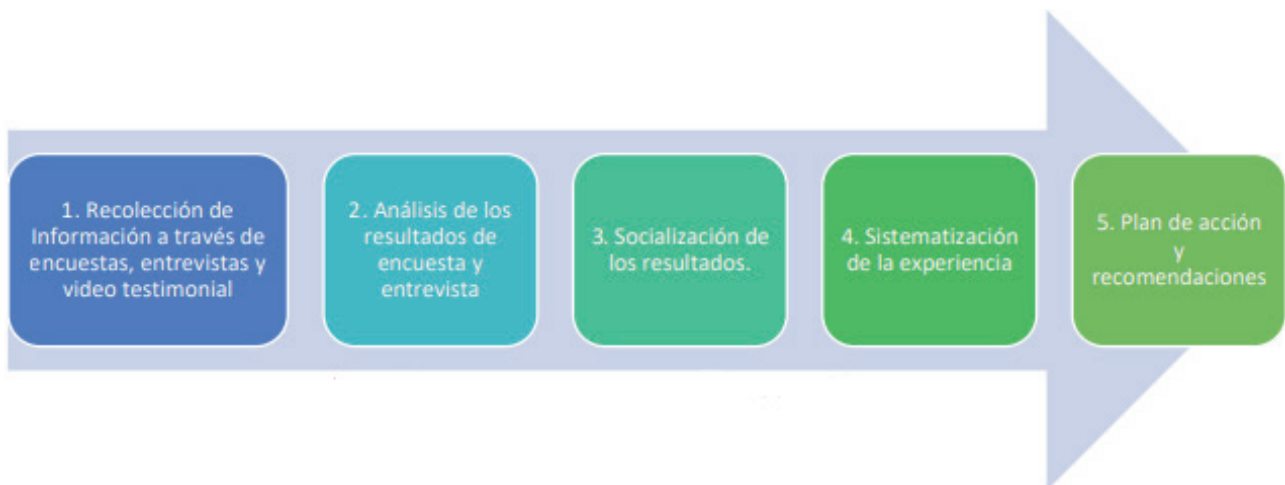 1. Recolección de
Información a través de
encuestas, entrevistas y
video testimonial
2. Análisis de los
resultados de
encuesta y
entrevista
3. Socialización de
los resultados.
4. Sistematización
de la experiencia
5. Plan de acción
y
recomendaciones